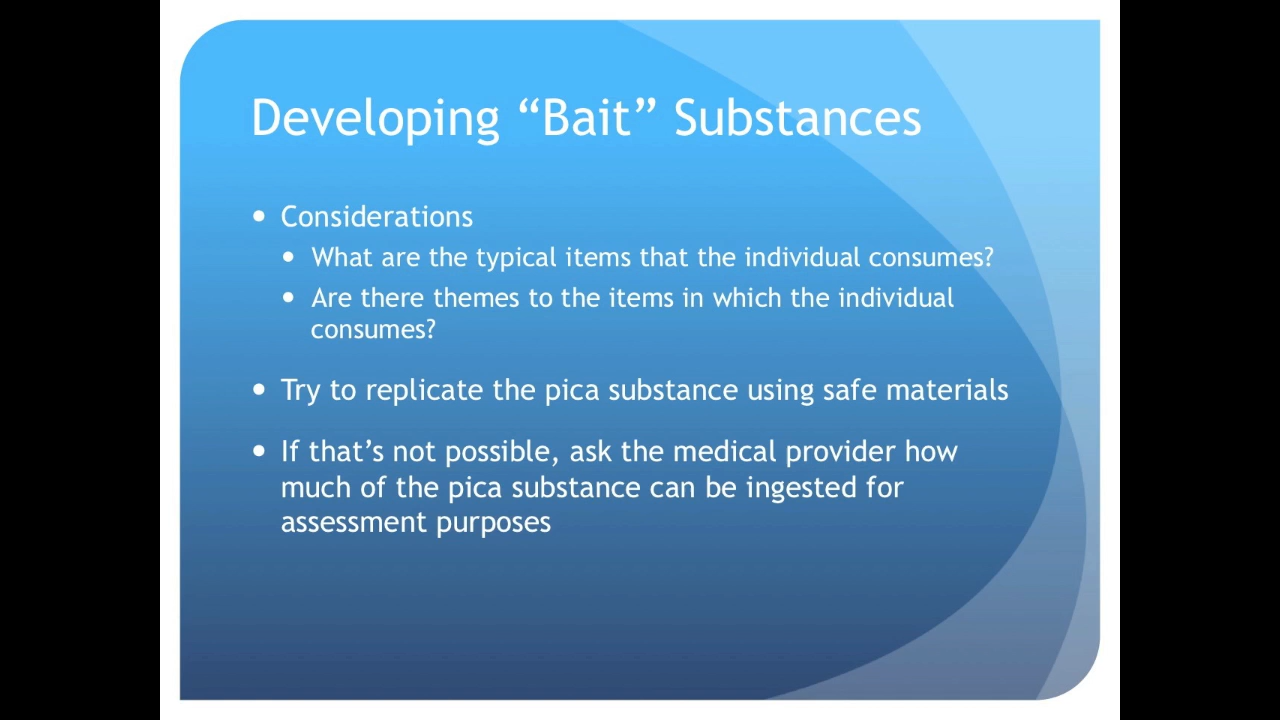 Developing “Bait” Substances
• Considerations
• What are the typical items that the individual consumes?
• Are there themes to the items in which the individual
consumes?
• Try to replicate the pica substance using safe materials
• If that’s not possible, ask the medical provider how
much of the pica substance can be ingested for
assessment purposes